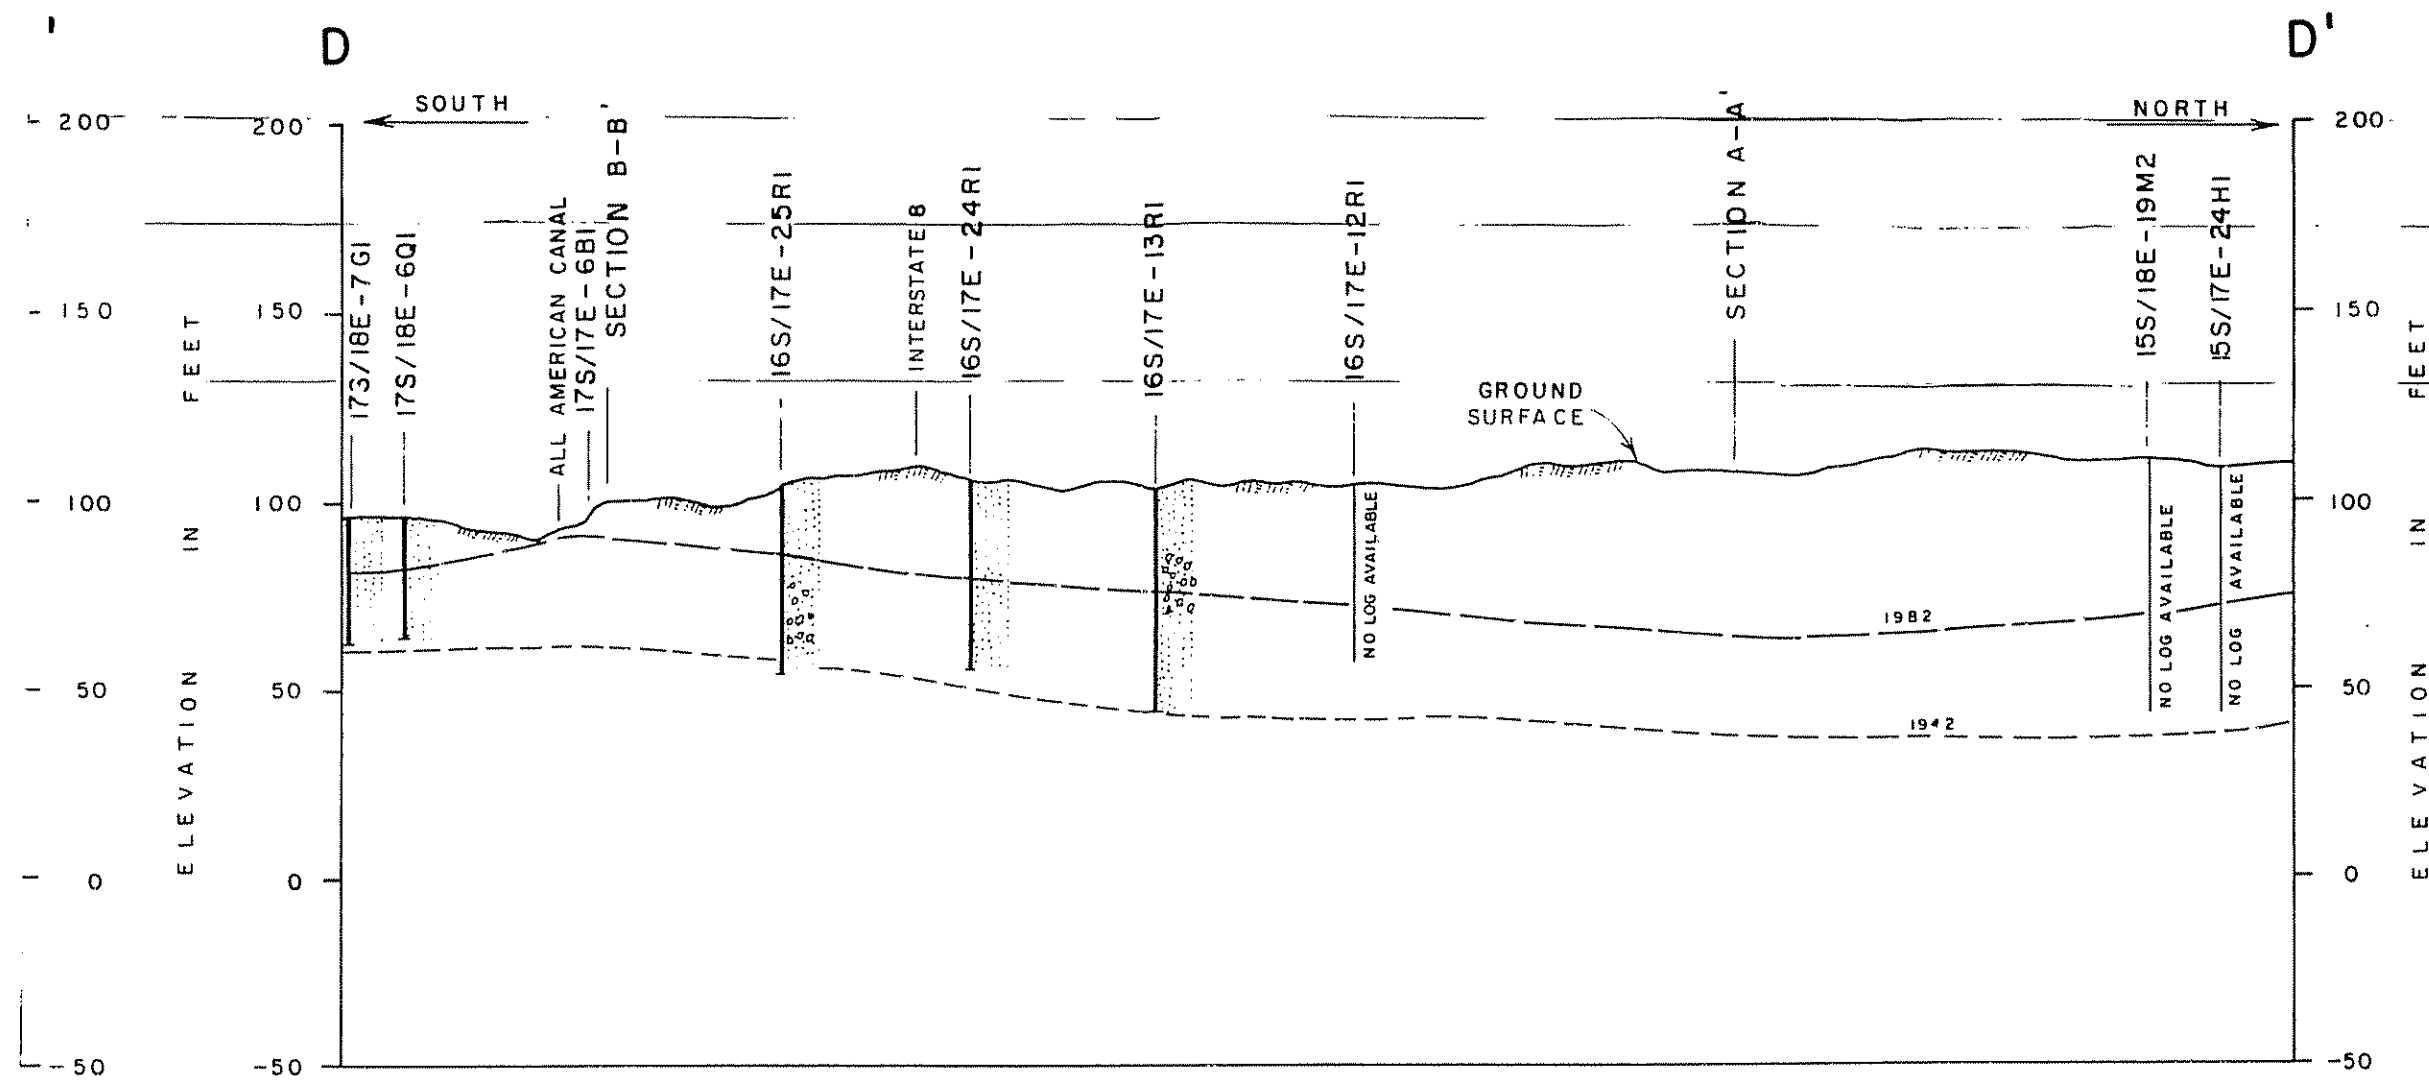 '
D
D'
SOUTH
NORTH
200
150
100
50
0
-50
ELEVATION IN FEET
200
150
100
50
0
-50
173/18E-7G1
17S/18E-6Q1
ALL AMERICAN CANAL
17S/17E-6B1
SECTION B-B'
16S/17E-25R1
INTERSTATE 8
16S/17E-24R1
16S/17E-13R1
16S/17E-12R1
SECTION A-A'
15S/18E-19M2
15S/17E-24H1
GROUND
SURFACE
NO LOG AVAILABLE
NO LOG AVAILABLE
NO LOG AVAILABLE
1982
1942
200
150
100
50
0
-50
ELEVATION IN FEET